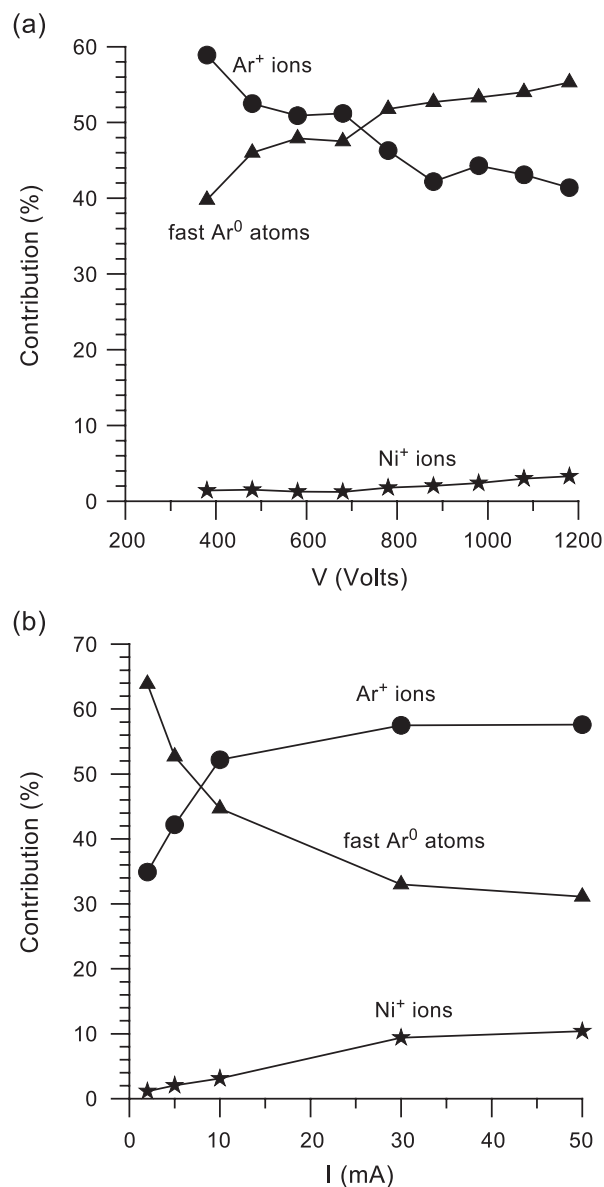 (a)
60
50
40
30
20
10
0
Contribution (%)
Ar⁺ ions
fast Ar⁰ atoms
Ni⁺ ions
200 400 600 800 1000 1200
V (Volts)
(b)
70
60
50
40
30
20
10
0
Contribution (%)
Ar⁺ ions
fast Ar⁰ atoms
Ni⁺ ions
0 10 20 30 40 50
I (mA)